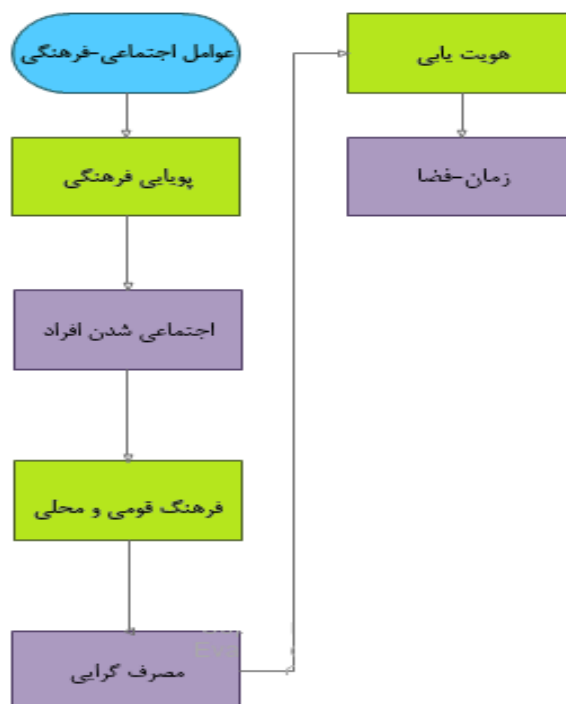 عوامل اجتماعی-فرهنگی
پویایی فرهنگی
اجتماعی شدن افراد
فرهنگ قومی و محلی
مصرف گرایی
هویت یابی
زمان-فضا